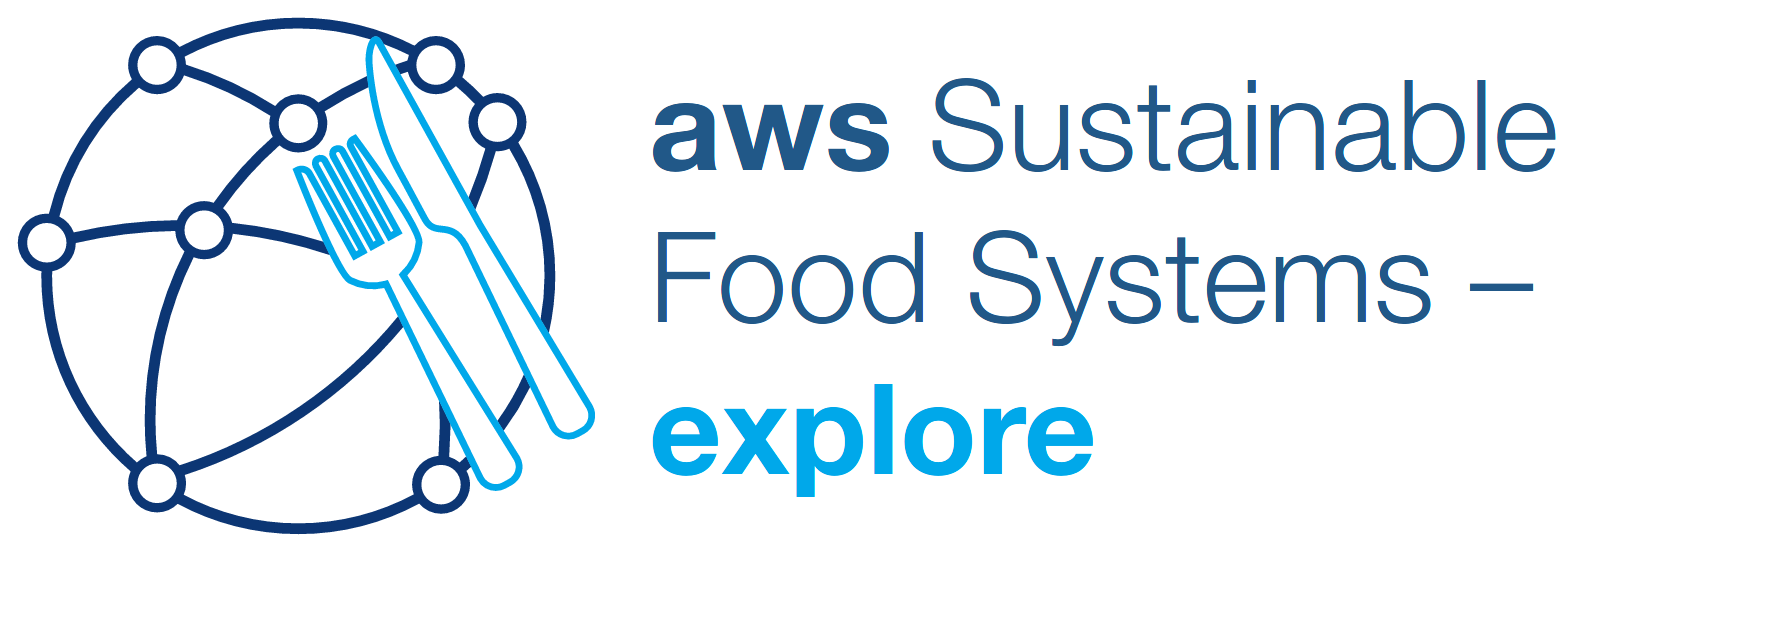 aws Sustainable
Food Systems –
explore